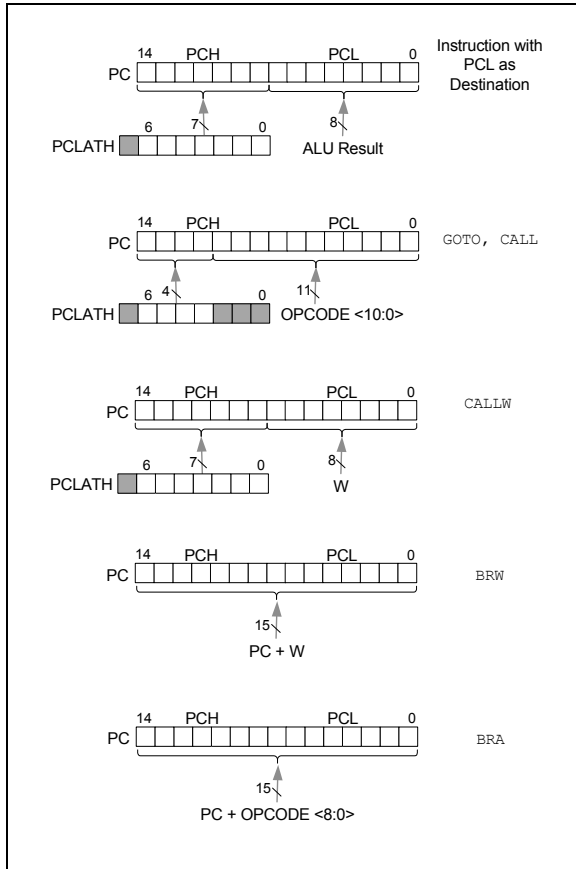 14 PCH PCL 0
PC
Instruction with
PCL as
Destination
6 7 0 8
PCLATH
ALU Result
14 PCH PCL 0
PC
GOTO, CALL
6 4 0 11
PCLATH
OPCODE <10:0>
14 PCH PCL 0
PC
CALLW
6 7 0 8
PCLATH
W
14 PCH PCL 0
PC
BRW
15
PC + W
14 PCH PCL 0
PC
BRA
15
PC + OPCODE <8:0>